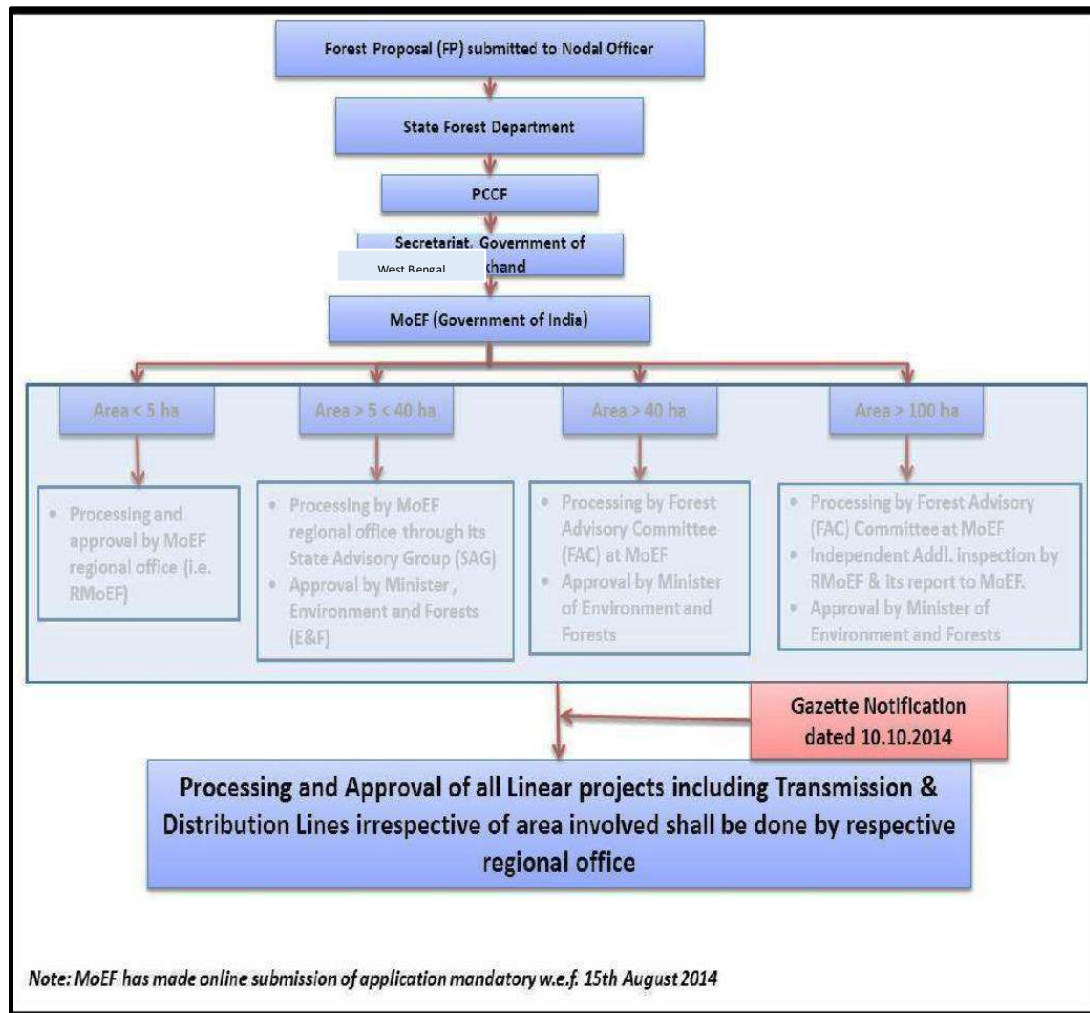 Forest Proposal (FP) submitted to Nodal Officer
State Forest Department
PCCF
Secretariat, Government of
West Bengal khand
MoEF (Government of India)
Area < 5 ha
Area > 5 < 40 ha
Area > 40 ha
Area > 100 ha
• Processing and
approval by MoEF
regional office (i.e.
RMoEF)
• Processing by MoEF
regional office through its
State Advisory Group (SAG)
• Approval by Minister ,
Environment and Forests
(E&F)
• Processing by Forest
Advisory Committee
(FAC) at MoEF
• Approval by Minister
of Environment and
Forests
• Processing by Forest Advisory
(FAC) Committee at MoEF
• Independent Addl. inspection by
RMoEF & its report to MoEF.
• Approval by Minister of
Environment and Forests
Gazette Notification
dated 10.10.2014
Processing and Approval of all Linear projects including Transmission &
Distribution Lines irrespective of area involved shall be done by respective
regional office
Note: MoEF has made online submission of application mandatory w.e.f. 15th August 2014